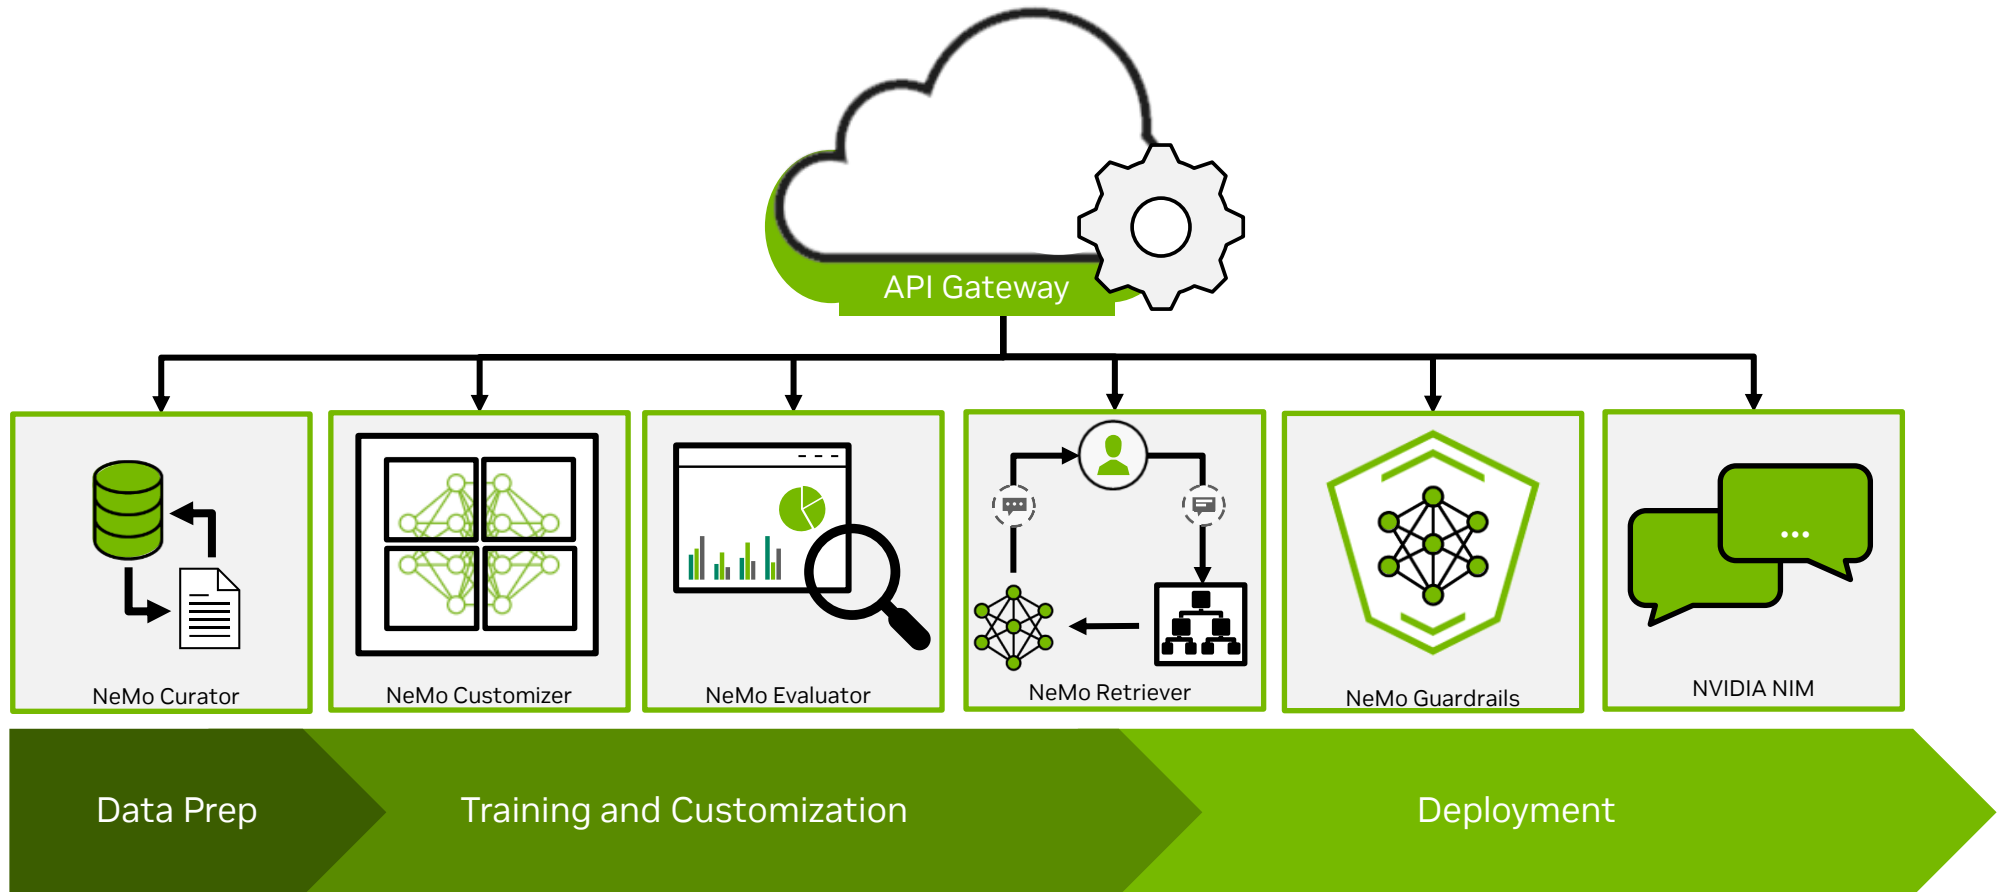 API Gateway
NeMo Curator
NeMo Customizer
NeMo Evaluator
NeMo Retriever
NeMo Guardrails
NVIDIA NIM
Data Prep
Training and Customization
Deployment